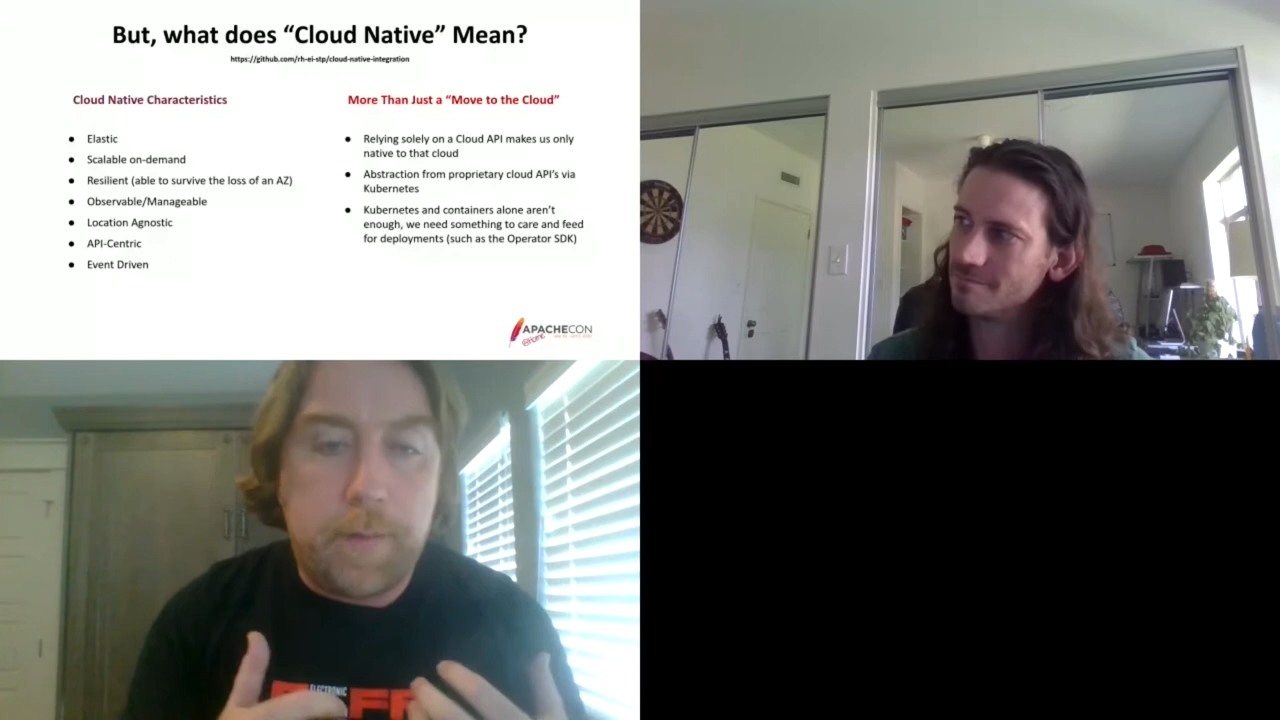 But, what does “Cloud Native” Mean?
https://github.com/rh-ei-stp/cloud-native-integration
Cloud Native Characteristics
● Elastic
● Scalable on-demand
● Resilient (able to survive the loss of an AZ)
● Observable/Manageable
● Location Agnostic
● API-Centric
● Event Driven
More Than Just a “Move to the Cloud”
● Relying solely on a Cloud API makes us only
native to that cloud
● Abstraction from proprietary cloud API’s via
Kubernetes
● Kubernetes and containers alone aren’t
enough, we need something to care and feed
for deployments (such as the Operator SDK)
APACHECON
@Home
ELECTRONIC